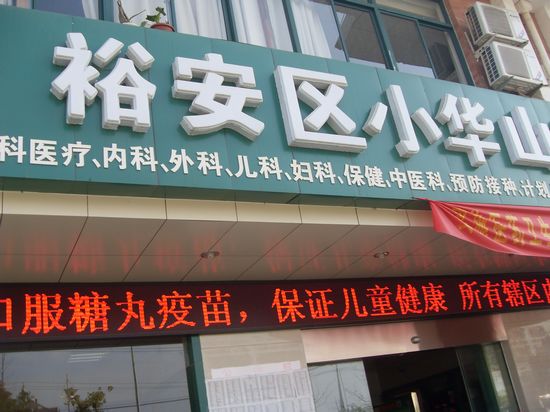 裕安区小华山
科医疗、内科、外科、儿科、妇科、保健、中医科、预防接种、计划
口服糖丸疫苗，保证儿童健康 所有辖区内